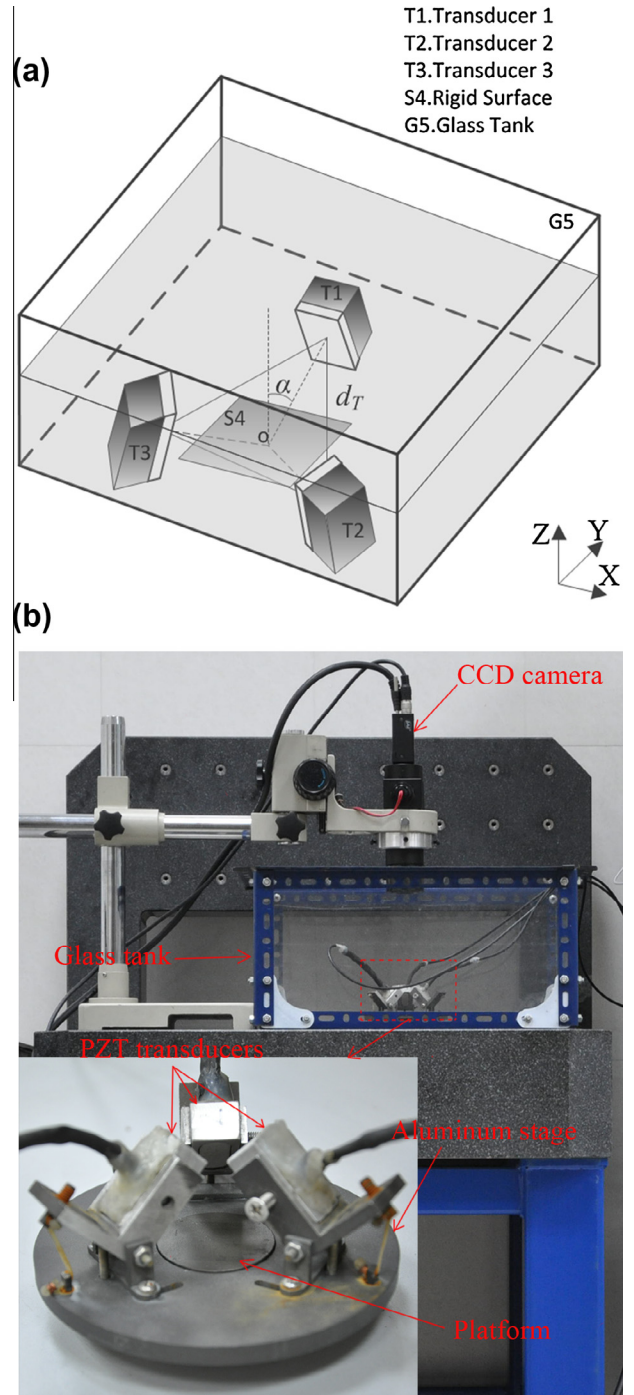 T1.Transducer 1
T2.Transducer 2
T3.Transducer 3
S4.Rigid Surface
G5.Glass Tank
(a)
G5
T1
α
d_T
S4
O
T3
T2
Z
Y
X
(b)
CCD camera
Glass tank
PZT transducers
Aluminum stage
Platform